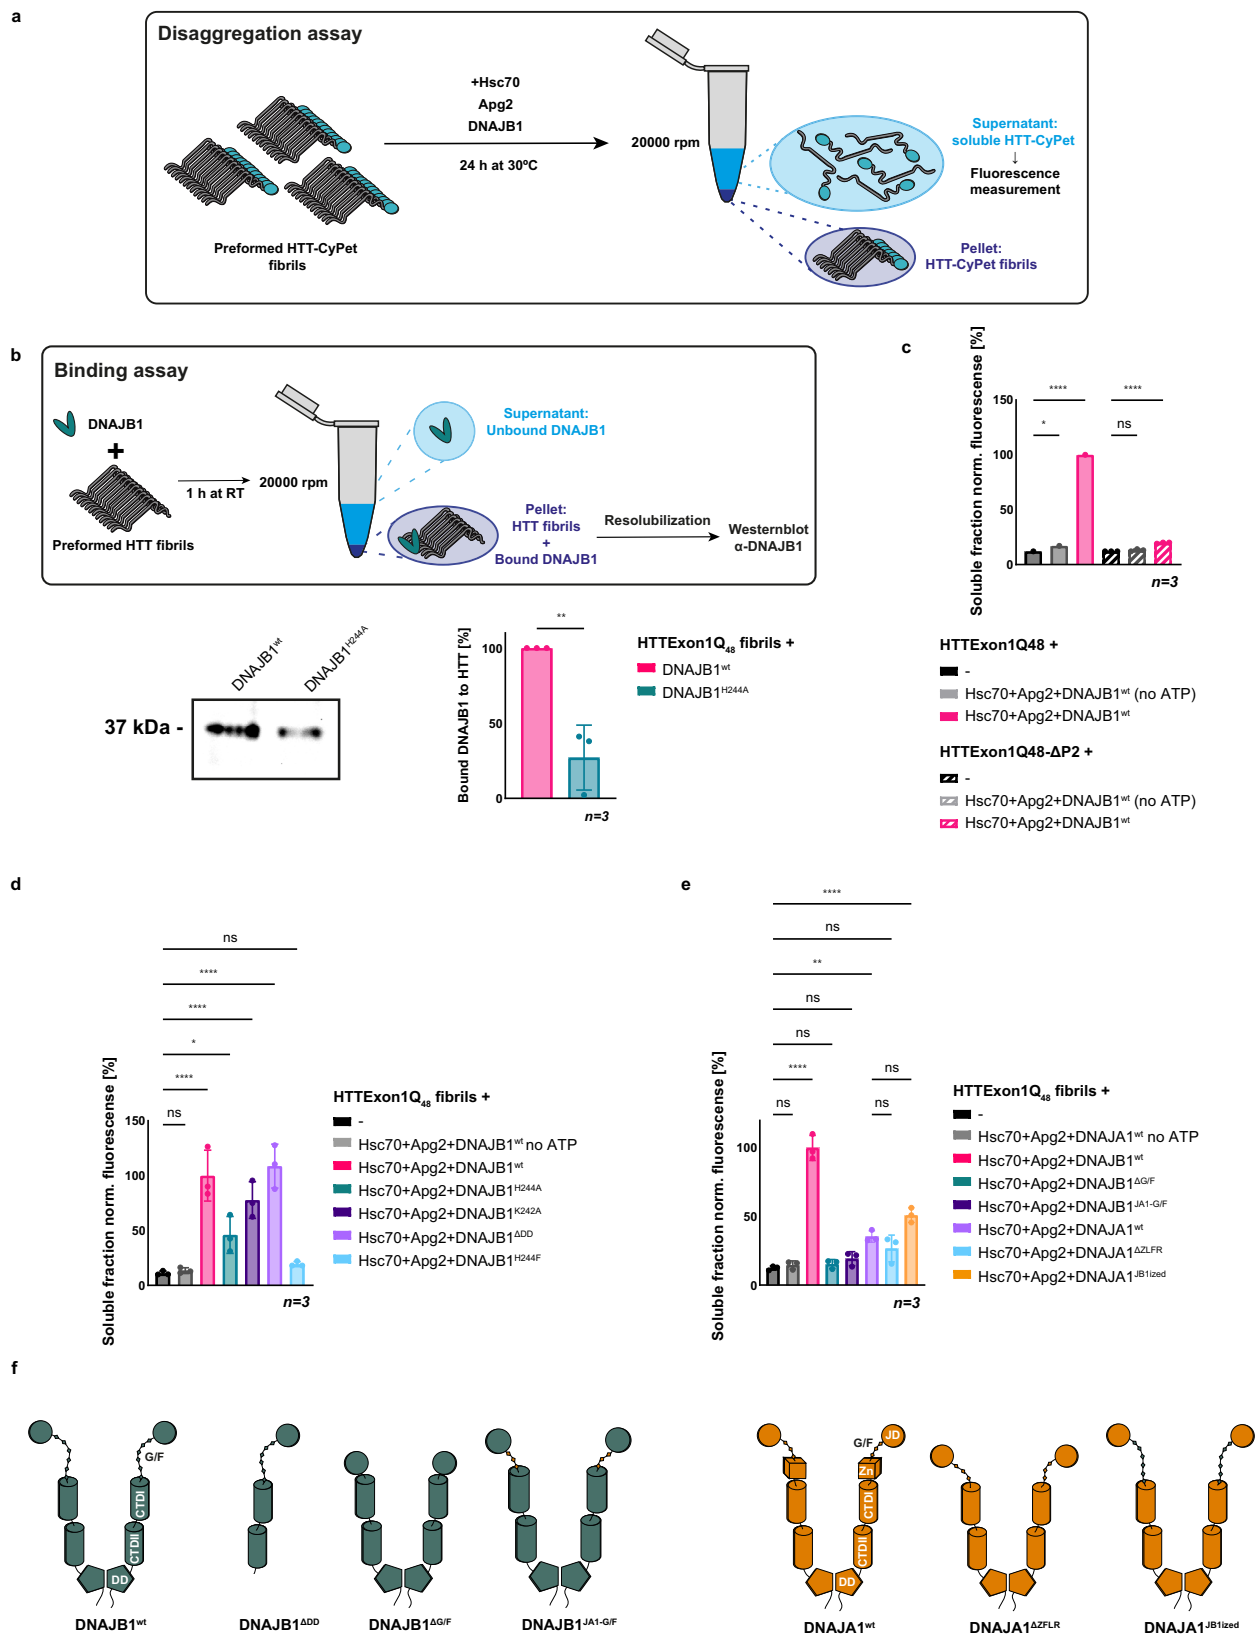 a
Disaggregation assay
+Hsc70
Apg2
DNAJB1
24 h at 30ºC
Preformed HTT-CyPet
fibrils
20000 rpm
Supernatant:
soluble HTT-CyPet
↓
Fluorescence
measurement
Pellet:
HTT-CyPet fibrils
b
Binding assay
DNAJB1
+
Preformed HTT fibrils
1 h at RT
20000 rpm
Supernatant:
Unbound DNAJB1
Pellet:
HTT fibrils
+
Bound DNAJB1
Resolubilization
Westernblot
α-DNAJB1
DNAJB1wt
DNAJB1H244A
37 kDa -
Bound DNAJB1 to HTT [%]
100
50
0
**
n=3
HTTExon1Q48 fibrils +
DNAJB1wt
DNAJB1H244A
c
Soluble fraction norm. fluorescense [%]
150
100
50
0
****
*
****
ns
n=3
HTTExon1Q48 +
-
Hsc70+Apg2+DNAJB1wt (no ATP)
Hsc70+Apg2+DNAJB1wt
HTTExon1Q48-ΔP2 +
-
Hsc70+Apg2+DNAJB1wt (no ATP)
Hsc70+Apg2+DNAJB1wt
d
Soluble fraction norm. fluorescense [%]
150
100
50
0
ns
****
****
*
****
ns
n=3
HTTExon1Q48 fibrils +
-
Hsc70+Apg2+DNAJB1wt no ATP
Hsc70+Apg2+DNAJB1wt
Hsc70+Apg2+DNAJB1H244A
Hsc70+Apg2+DNAJB1K242A
Hsc70+Apg2+DNAJB1ΔDD
Hsc70+Apg2+DNAJB1H244F
e
Soluble fraction norm. fluorescense [%]
100
50
0
****
ns
**
ns
ns
****
ns
ns
ns
n=3
HTTExon1Q48 fibrils +
-
Hsc70+Apg2+DNAJA1wt no ATP
Hsc70+Apg2+DNAJB1wt
Hsc70+Apg2+DNAJB1ΔG/F
Hsc70+Apg2+DNAJB1JA1-G/F
Hsc70+Apg2+DNAJA1wt
Hsc70+Apg2+DNAJA1ΔZLFR
Hsc70+Apg2+DNAJA1JB1ized
f
G/F
CTDI
CTDII
DD
DNAJB1wt
DNAJB1ΔDD
DNAJB1ΔG/F
DNAJB1JA1-G/F
G/F
JD
Zn
CTDI
CTDII
DD
DNAJA1wt
DNAJA1ΔZFLR
DNAJA1JB1ized